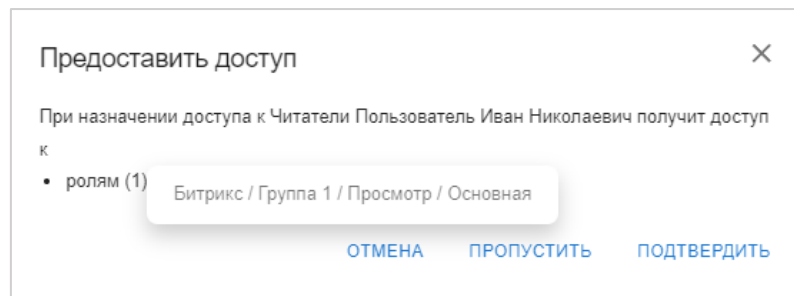 Предоставить доступ
При назначении доступа к Читатели Пользователь Иван Николаевич получит доступ
к
• ролям (1)
Битрикс / Группа 1 / Просмотр / Основная
ОТМЕНА ПРОПУСТИТЬ ПОДТВЕРДИТЬ